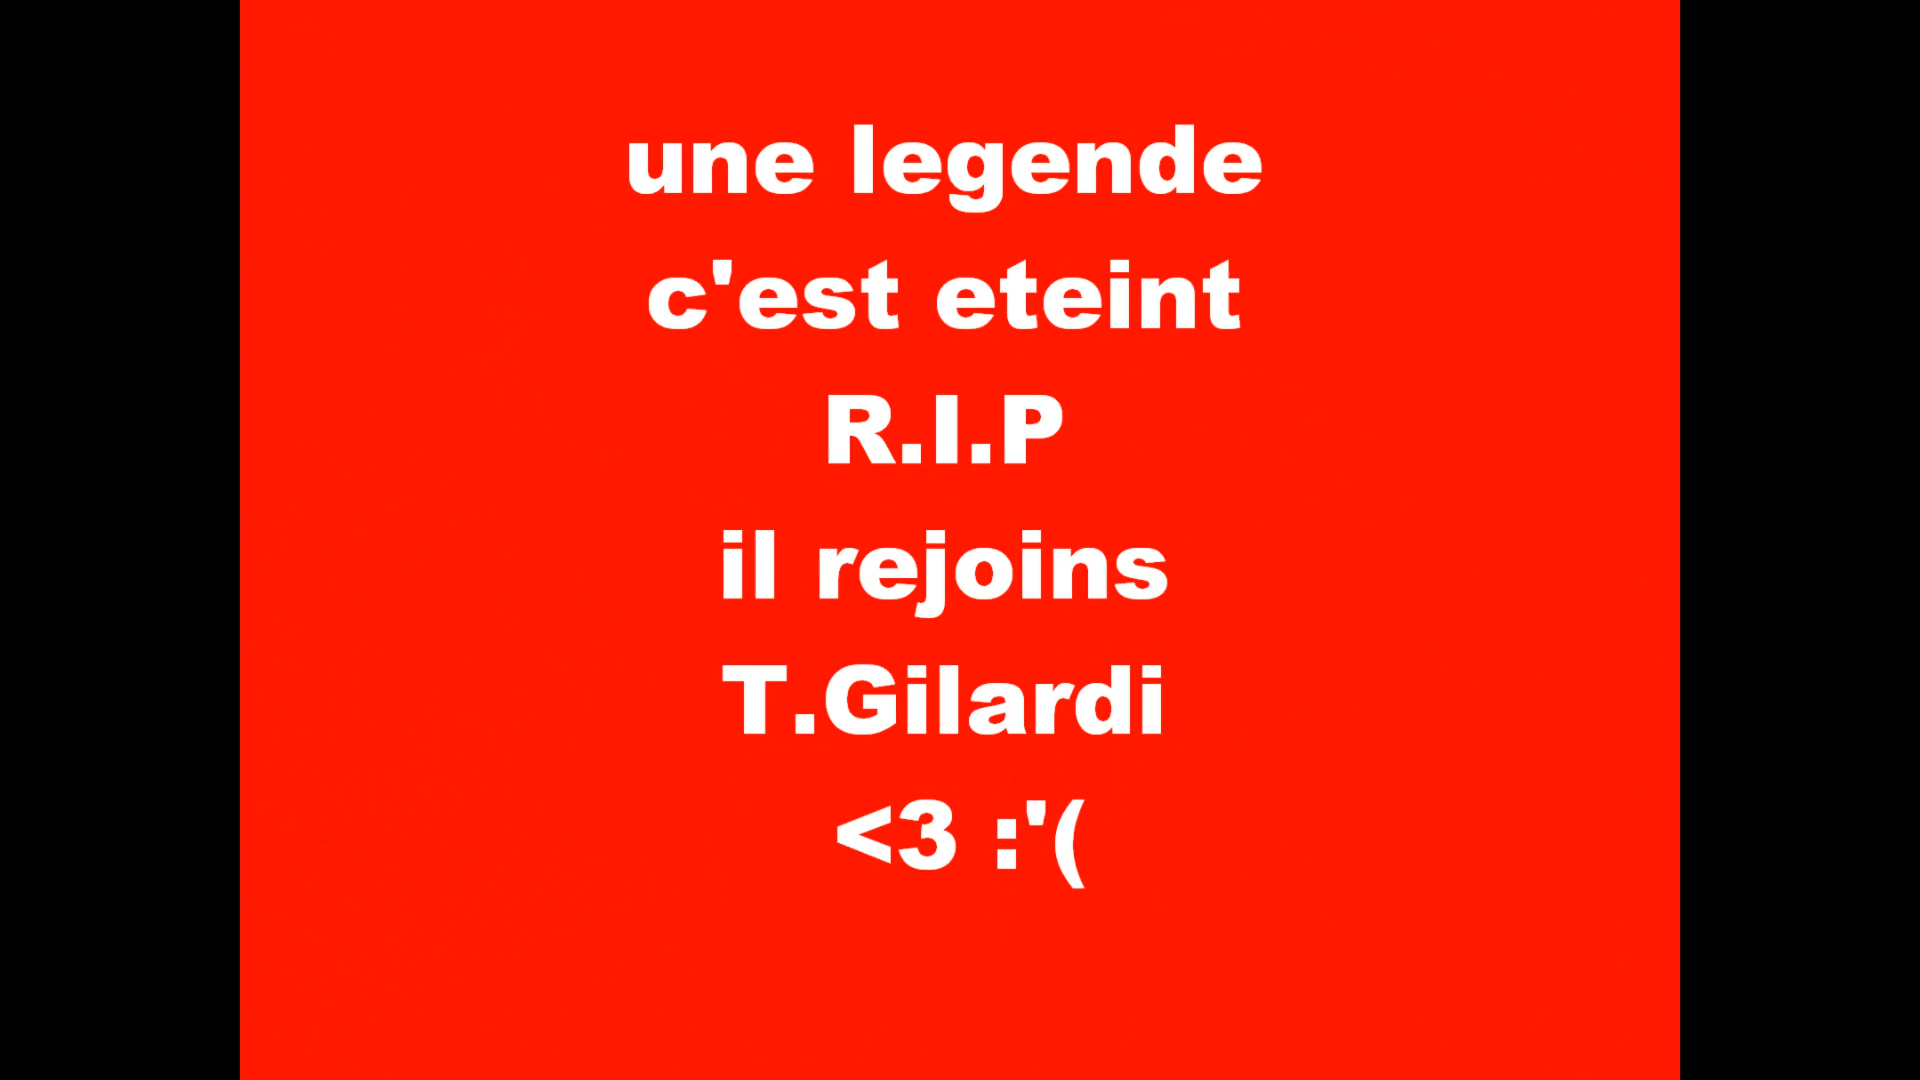 une legende
c'est eteint
R.I.P
il rejoins
T.Gilardi
<3 :'(